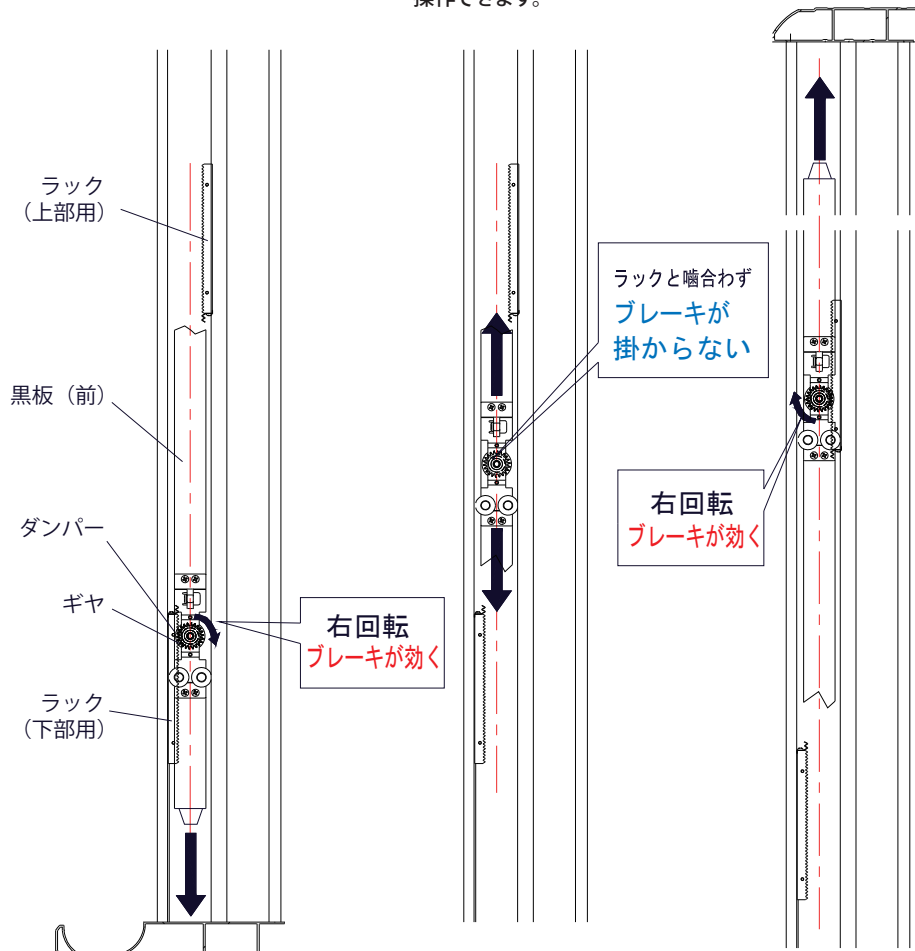 操作できます。
ラック
（上部用）
黒板（前）
ダンパー
ギヤ
ラック
（下部用）
右回転
ブレーキが効く
ラックと噛合わず
ブレーキが
掛からない
右回転
ブレーキが効く